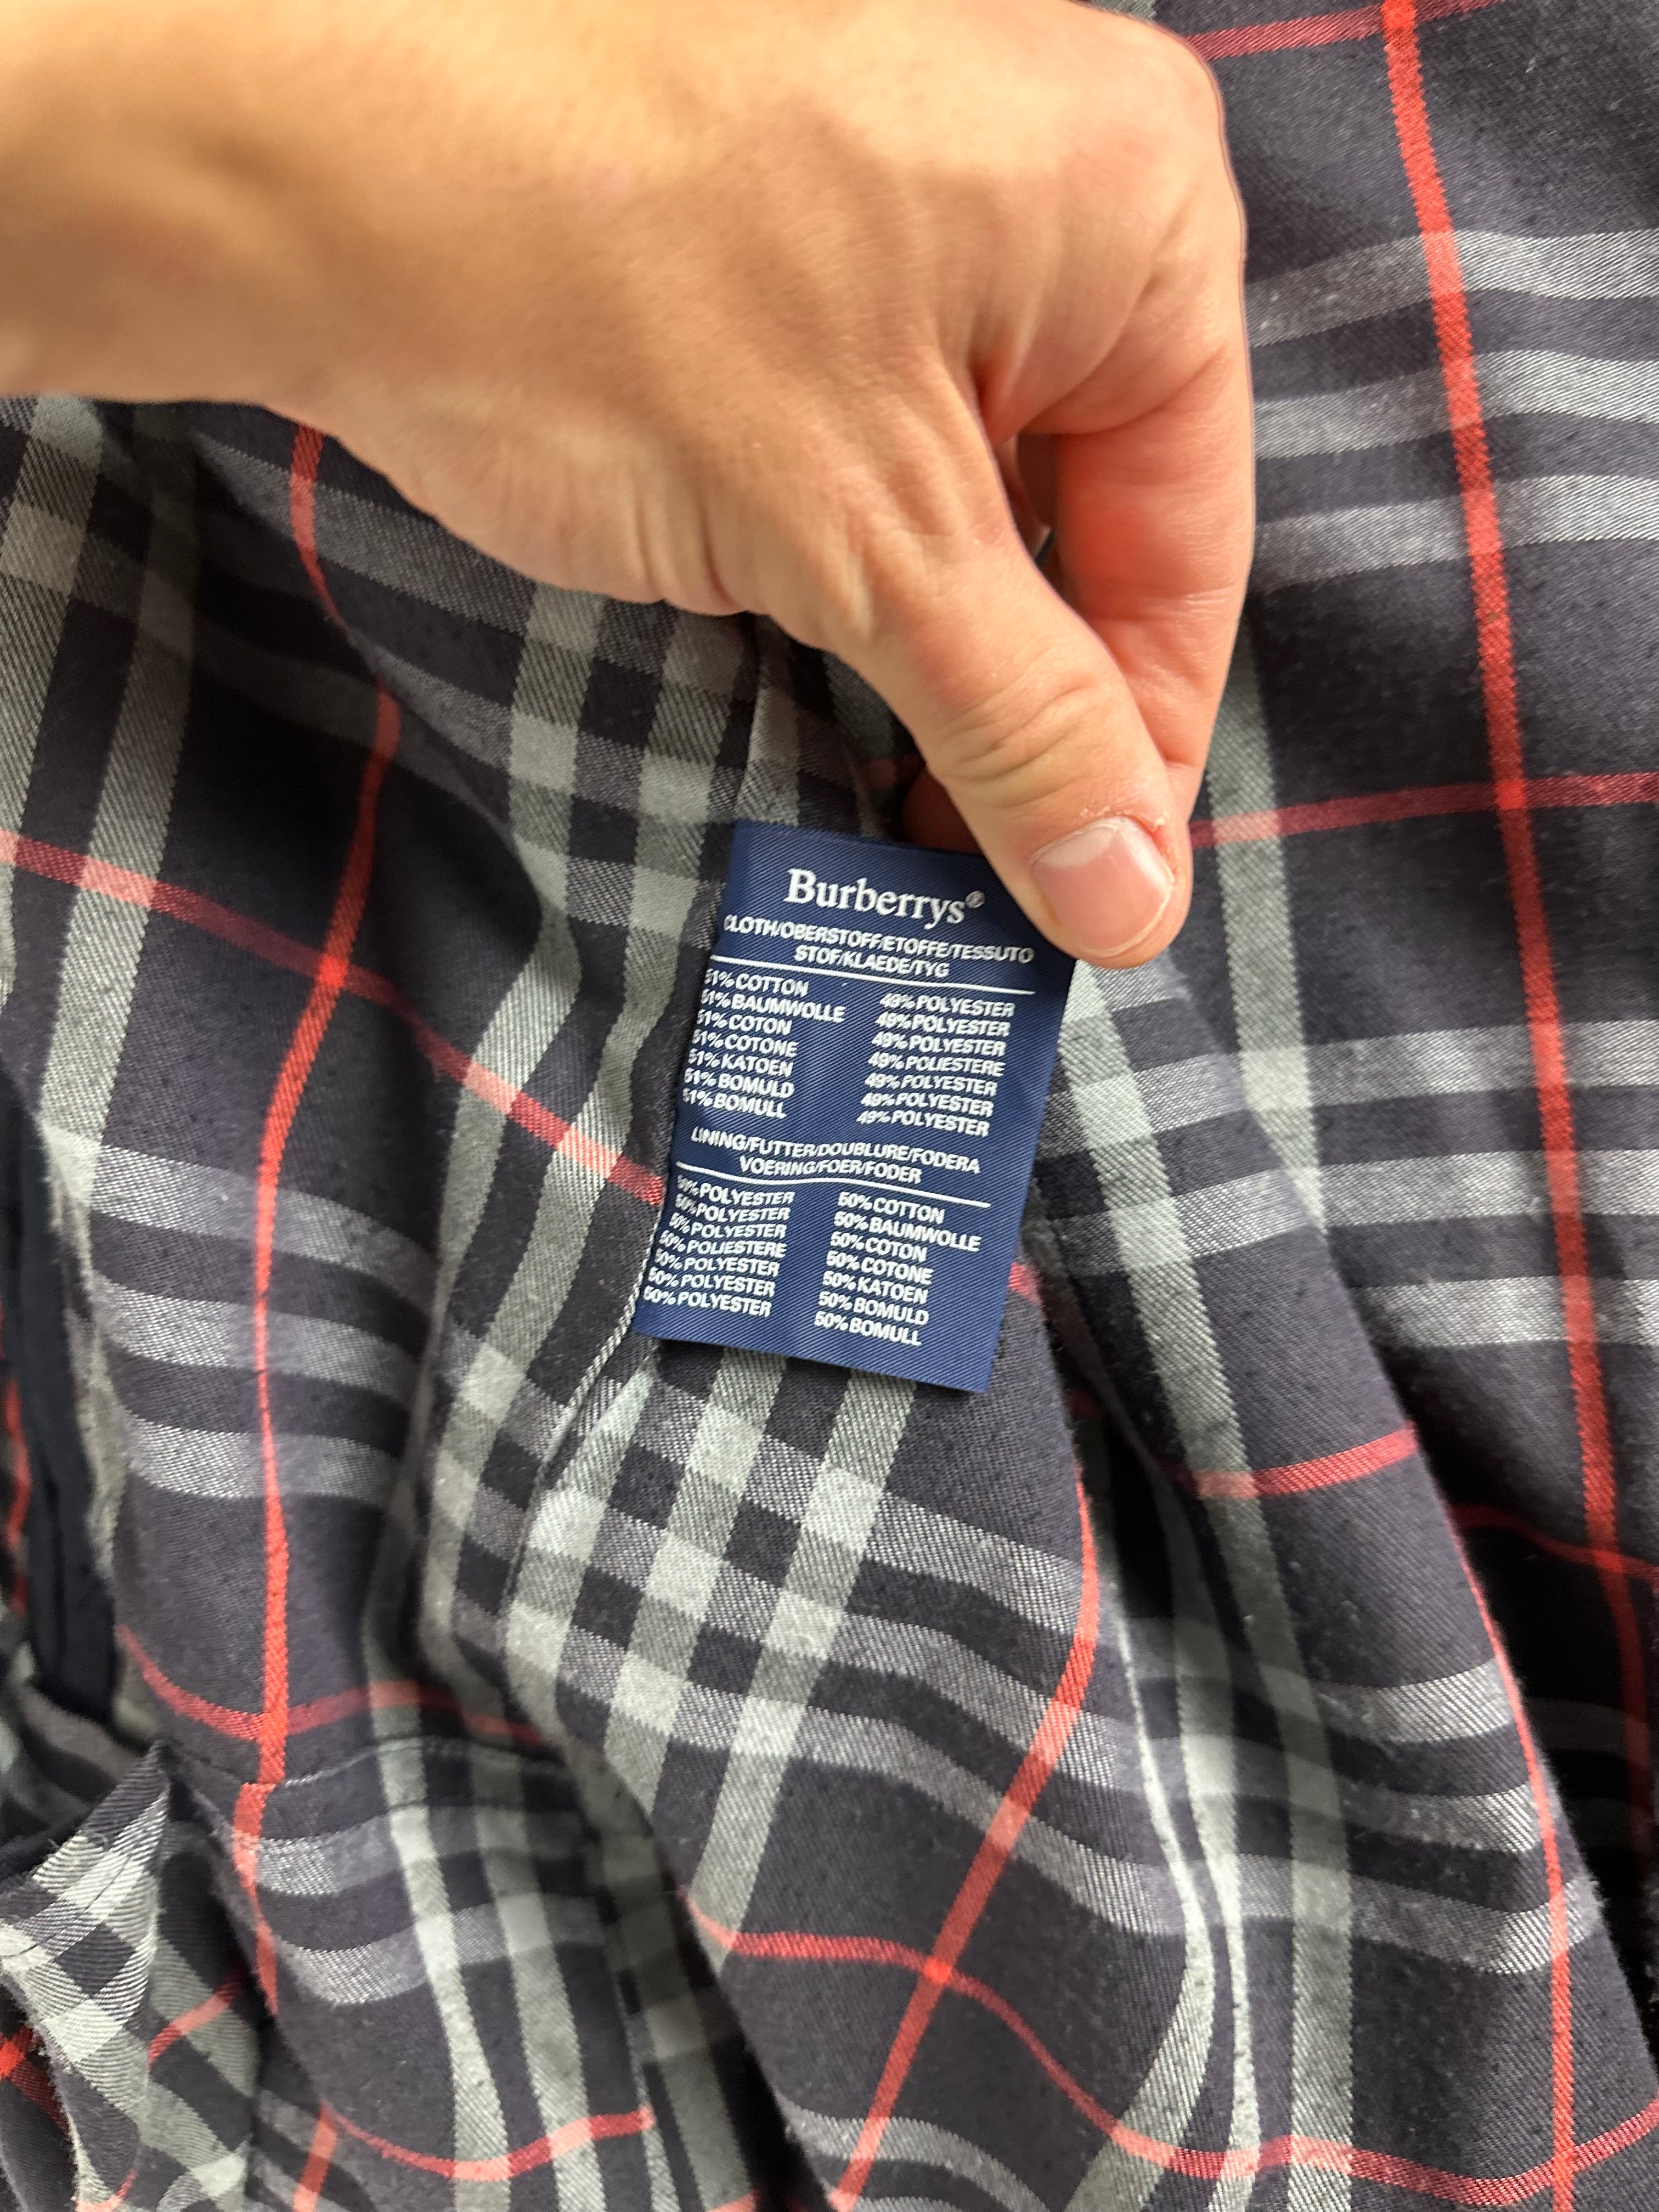 Burberrys®
CLOTH/OBERSTOFF/ETOFFE/TESSUTO
STOF/KLAEDE/TYG
51% COTTON 49% POLYESTER
51% BAUMWOLLE 49% POLYESTER
51% COTON 49% POLYESTER
51% COTONE 49% POLIESTERE
51% KATOEN 49% POLYESTER
51% BOMULD 49% POLYESTER
51% BOMULL 49% POLYESTER
LINING/FUTTER/DOUBLURE/FODERA
VOERING/FOER/FODER
50% POLYESTER 50% COTTON
50% POLYESTER 50% BAUMWOLLE
50% POLYESTER 50% COTON
50% POLIESTERE 50% COTONE
50% POLYESTER 50% KATOEN
50% POLYESTER 50% BOMULD
50% POLYESTER 50% BOMULL